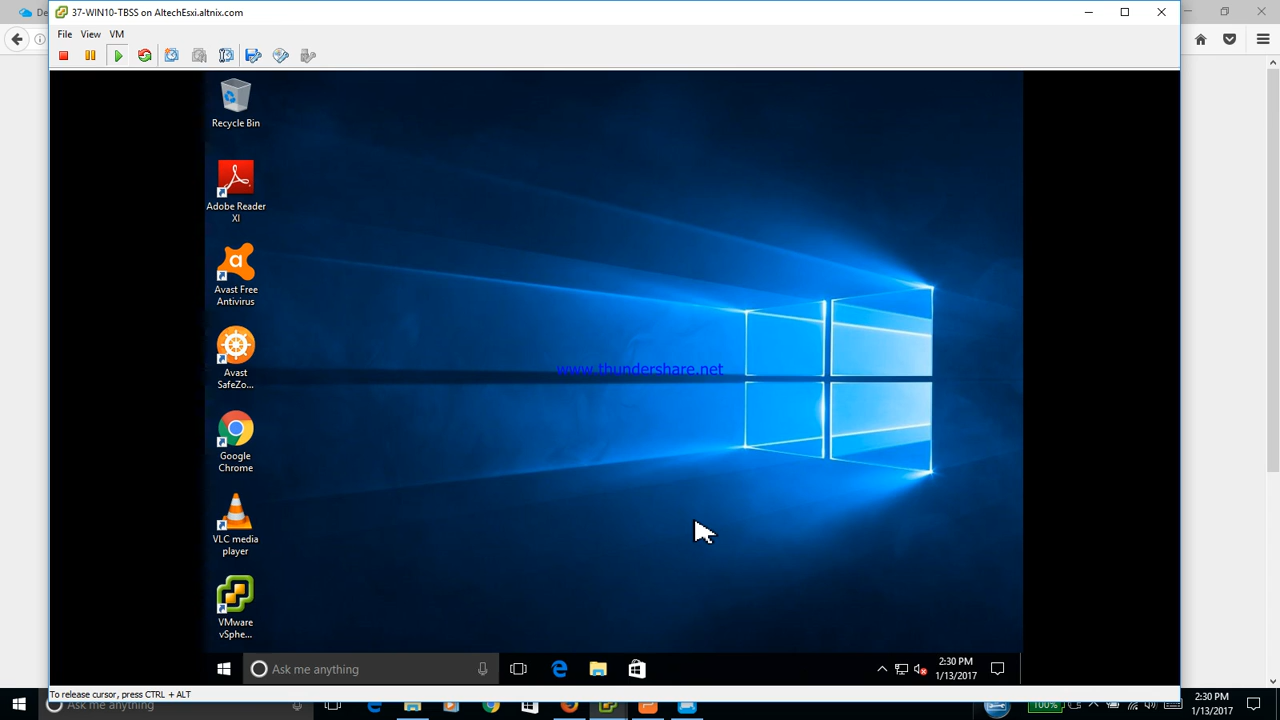 De
37-WIN10-TBSS on AltechEsxi.altnix.com
File View VM
Recycle Bin
Adobe Reader
XI
Avast Free
Antivirus
www.thundershare.net
Avast
SafeZo...
Google
Chrome
VLC media
player
VMware
vSphe...
Ask me anything
2:30 PM
1/13/2017
To release cursor, press CTRL + ALT
Ask me anything
100%
2:30 PM
1/13/2017